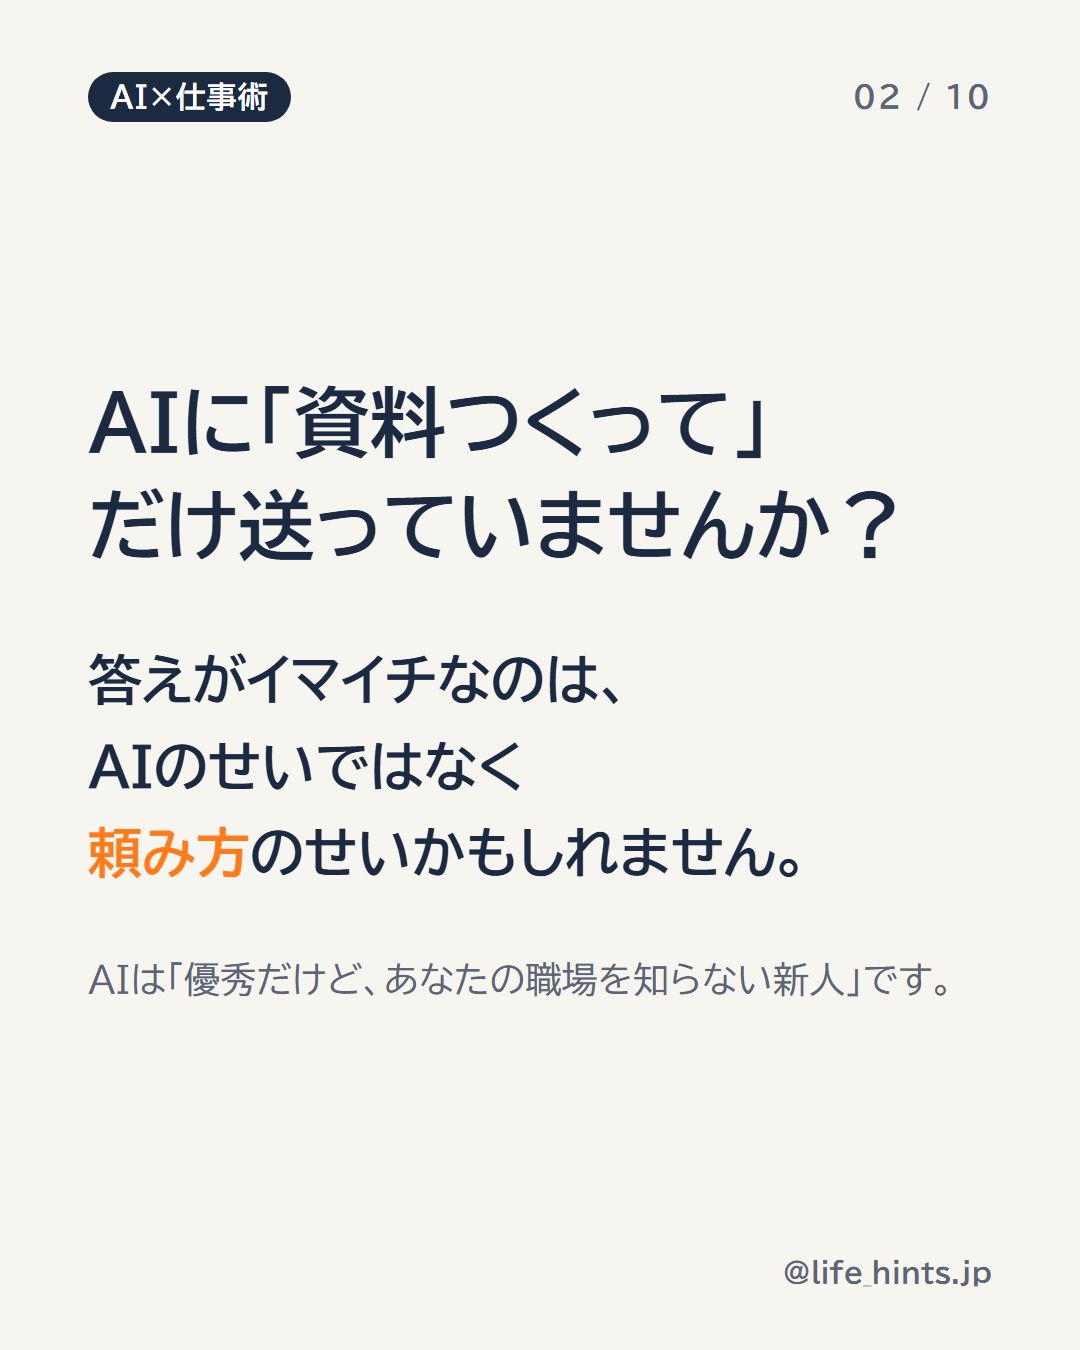 AI×仕事術
02 / 10
AIに「資料つくって」
だけ送っていませんか？
答えがイマイチなのは、
AIのせいではなく
頼み方のせいかもしれません。
AIは「優秀だけど、あなたの職場を知らない新人」です。
@life_hints.jp